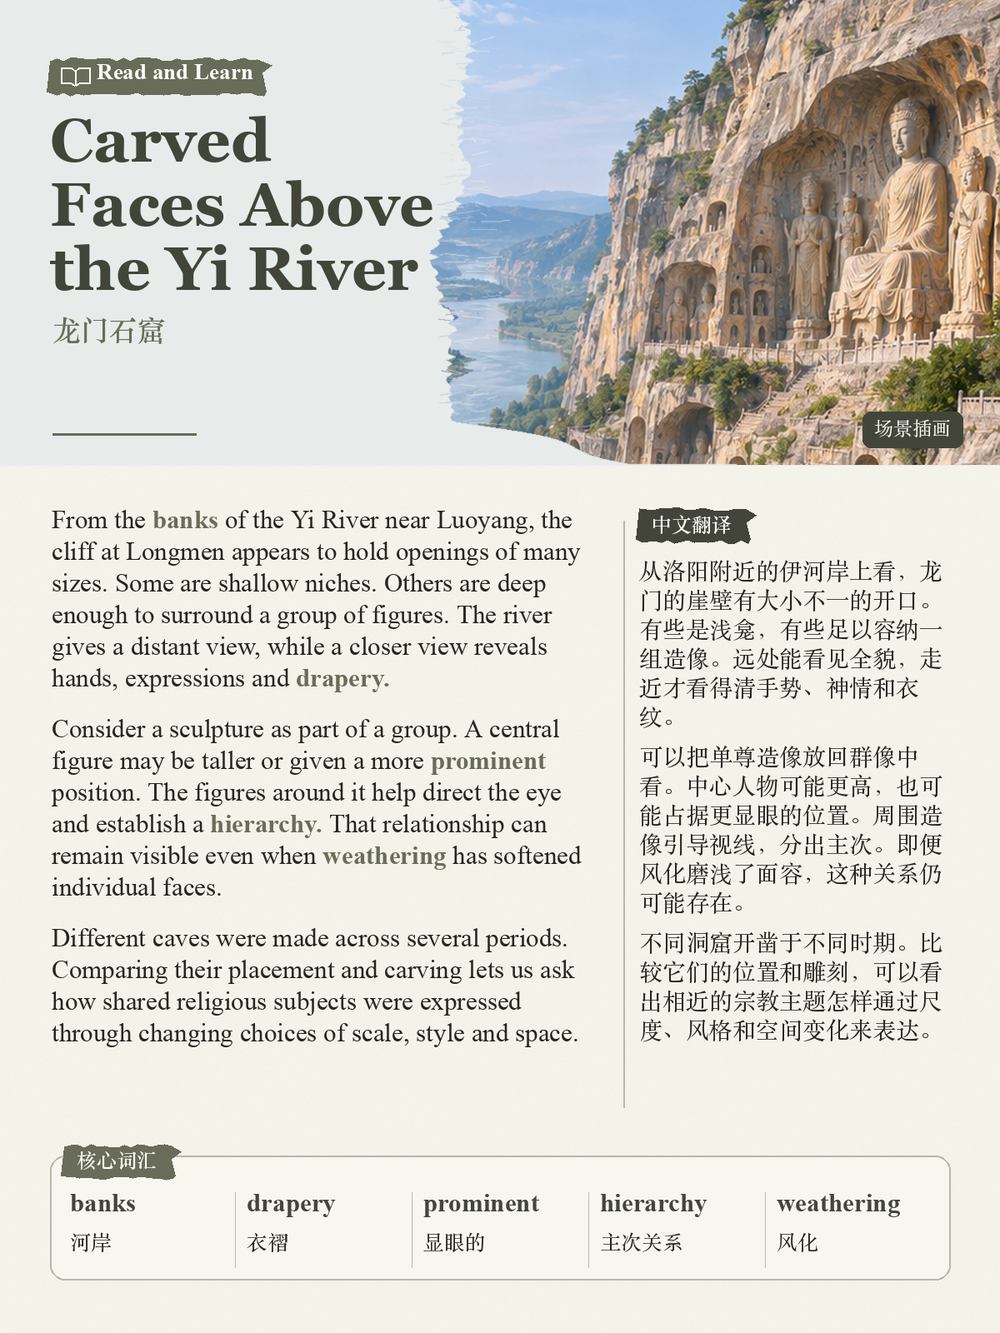 Read and Learn
Carved
Faces Above
the Yi River
龙门石窟
场景插画
From the banks of the Yi River near Luoyang, the
cliff at Longmen appears to hold openings of many
sizes. Some are shallow niches. Others are deep
enough to surround a group of figures. The river
gives a distant view, while a closer view reveals
hands, expressions and drapery.
Consider a sculpture as part of a group. A central
figure may be taller or given a more prominent
position. The figures around it help direct the eye
and establish a hierarchy. That relationship can
remain visible even when weathering has softened
individual faces.
Different caves were made across several periods.
Comparing their placement and carving lets us ask
how shared religious subjects were expressed
through changing choices of scale, style and space.
中文翻译
从洛阳附近的伊河岸上看，龙
门的崖壁有大小不一的开口。
有些是浅龛，有些足以容纳一
组造像。远处能看见全貌，走
近才看得清手势、神情和衣
纹。
可以把单尊造像放回群像中
看。中心人物可能更高，也可
能占据更显眼的位置。周围造
像引导视线，分出主次。即便
风化磨浅了面容，这种关系仍
可能存在。
不同洞窟开凿于不同时期。比
较它们的位置和雕刻，可以看
出相近的宗教主题怎样通过尺
度、风格和空间变化来表达。
核心词汇
banks
河岸
drapery
衣褶
prominent
显眼的
hierarchy
主次关系
weathering
风化